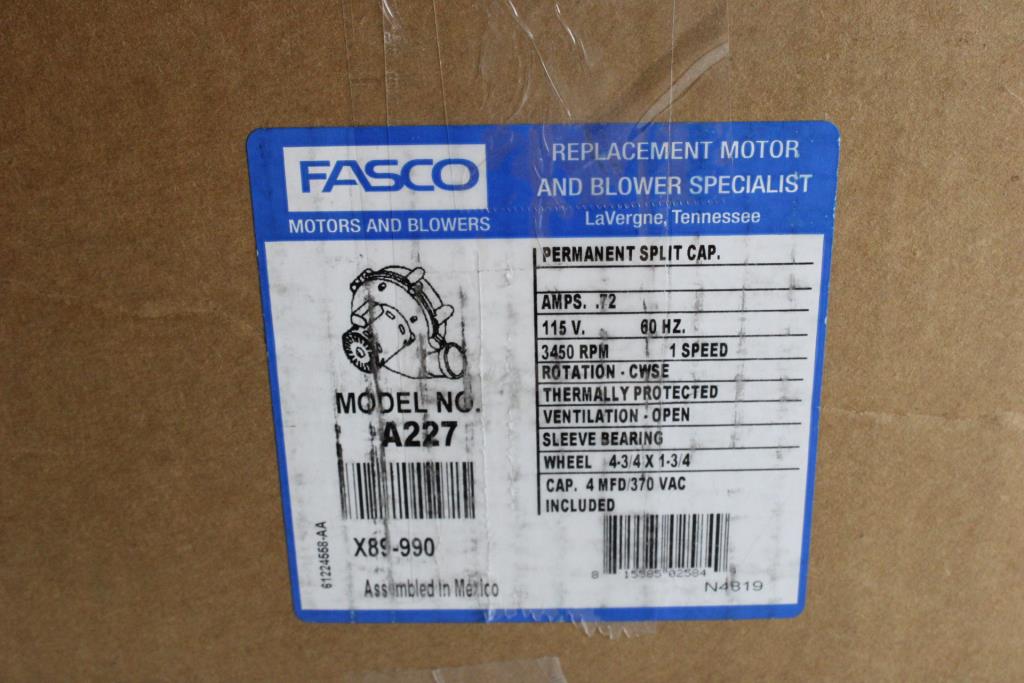 FASCO
MOTORS AND BLOWERS
REPLACEMENT MOTOR
AND BLOWER SPECIALIST
LaVergne, Tennessee
MODEL NO.
A227
X89-990
61224568-AA
Assembled in Mexico
PERMANENT SPLIT CAP.
AMPS. .72
115 V. 60 HZ.
3450 RPM 1 SPEED
ROTATION - CWSE
THERMALLY PROTECTED
VENTILATION - OPEN
SLEEVE BEARING
WHEEL 4-3/4 X 1-3/4
CAP. 4 MFD/370 VAC
INCLUDED
N4819